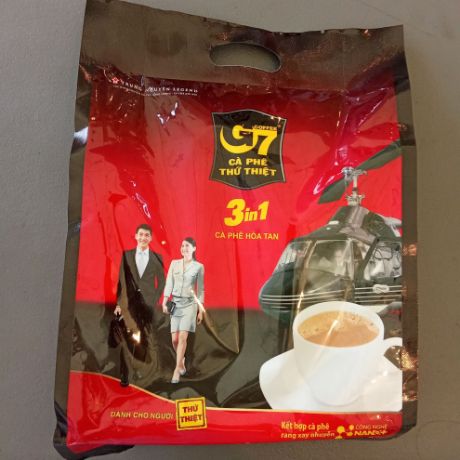 TRUNG NGUYÊN LEGEND
G7
COFFEE
CÀ PHÊ
THỨ THIỆT
3in1
CÀ PHÊ HÒA TAN
DÀNH CHO NGƯỜI
THỨ
THIỆT
Kết hợp cà phê
rang xay nhuyễn
CÔNG NGHỆ
NANO+